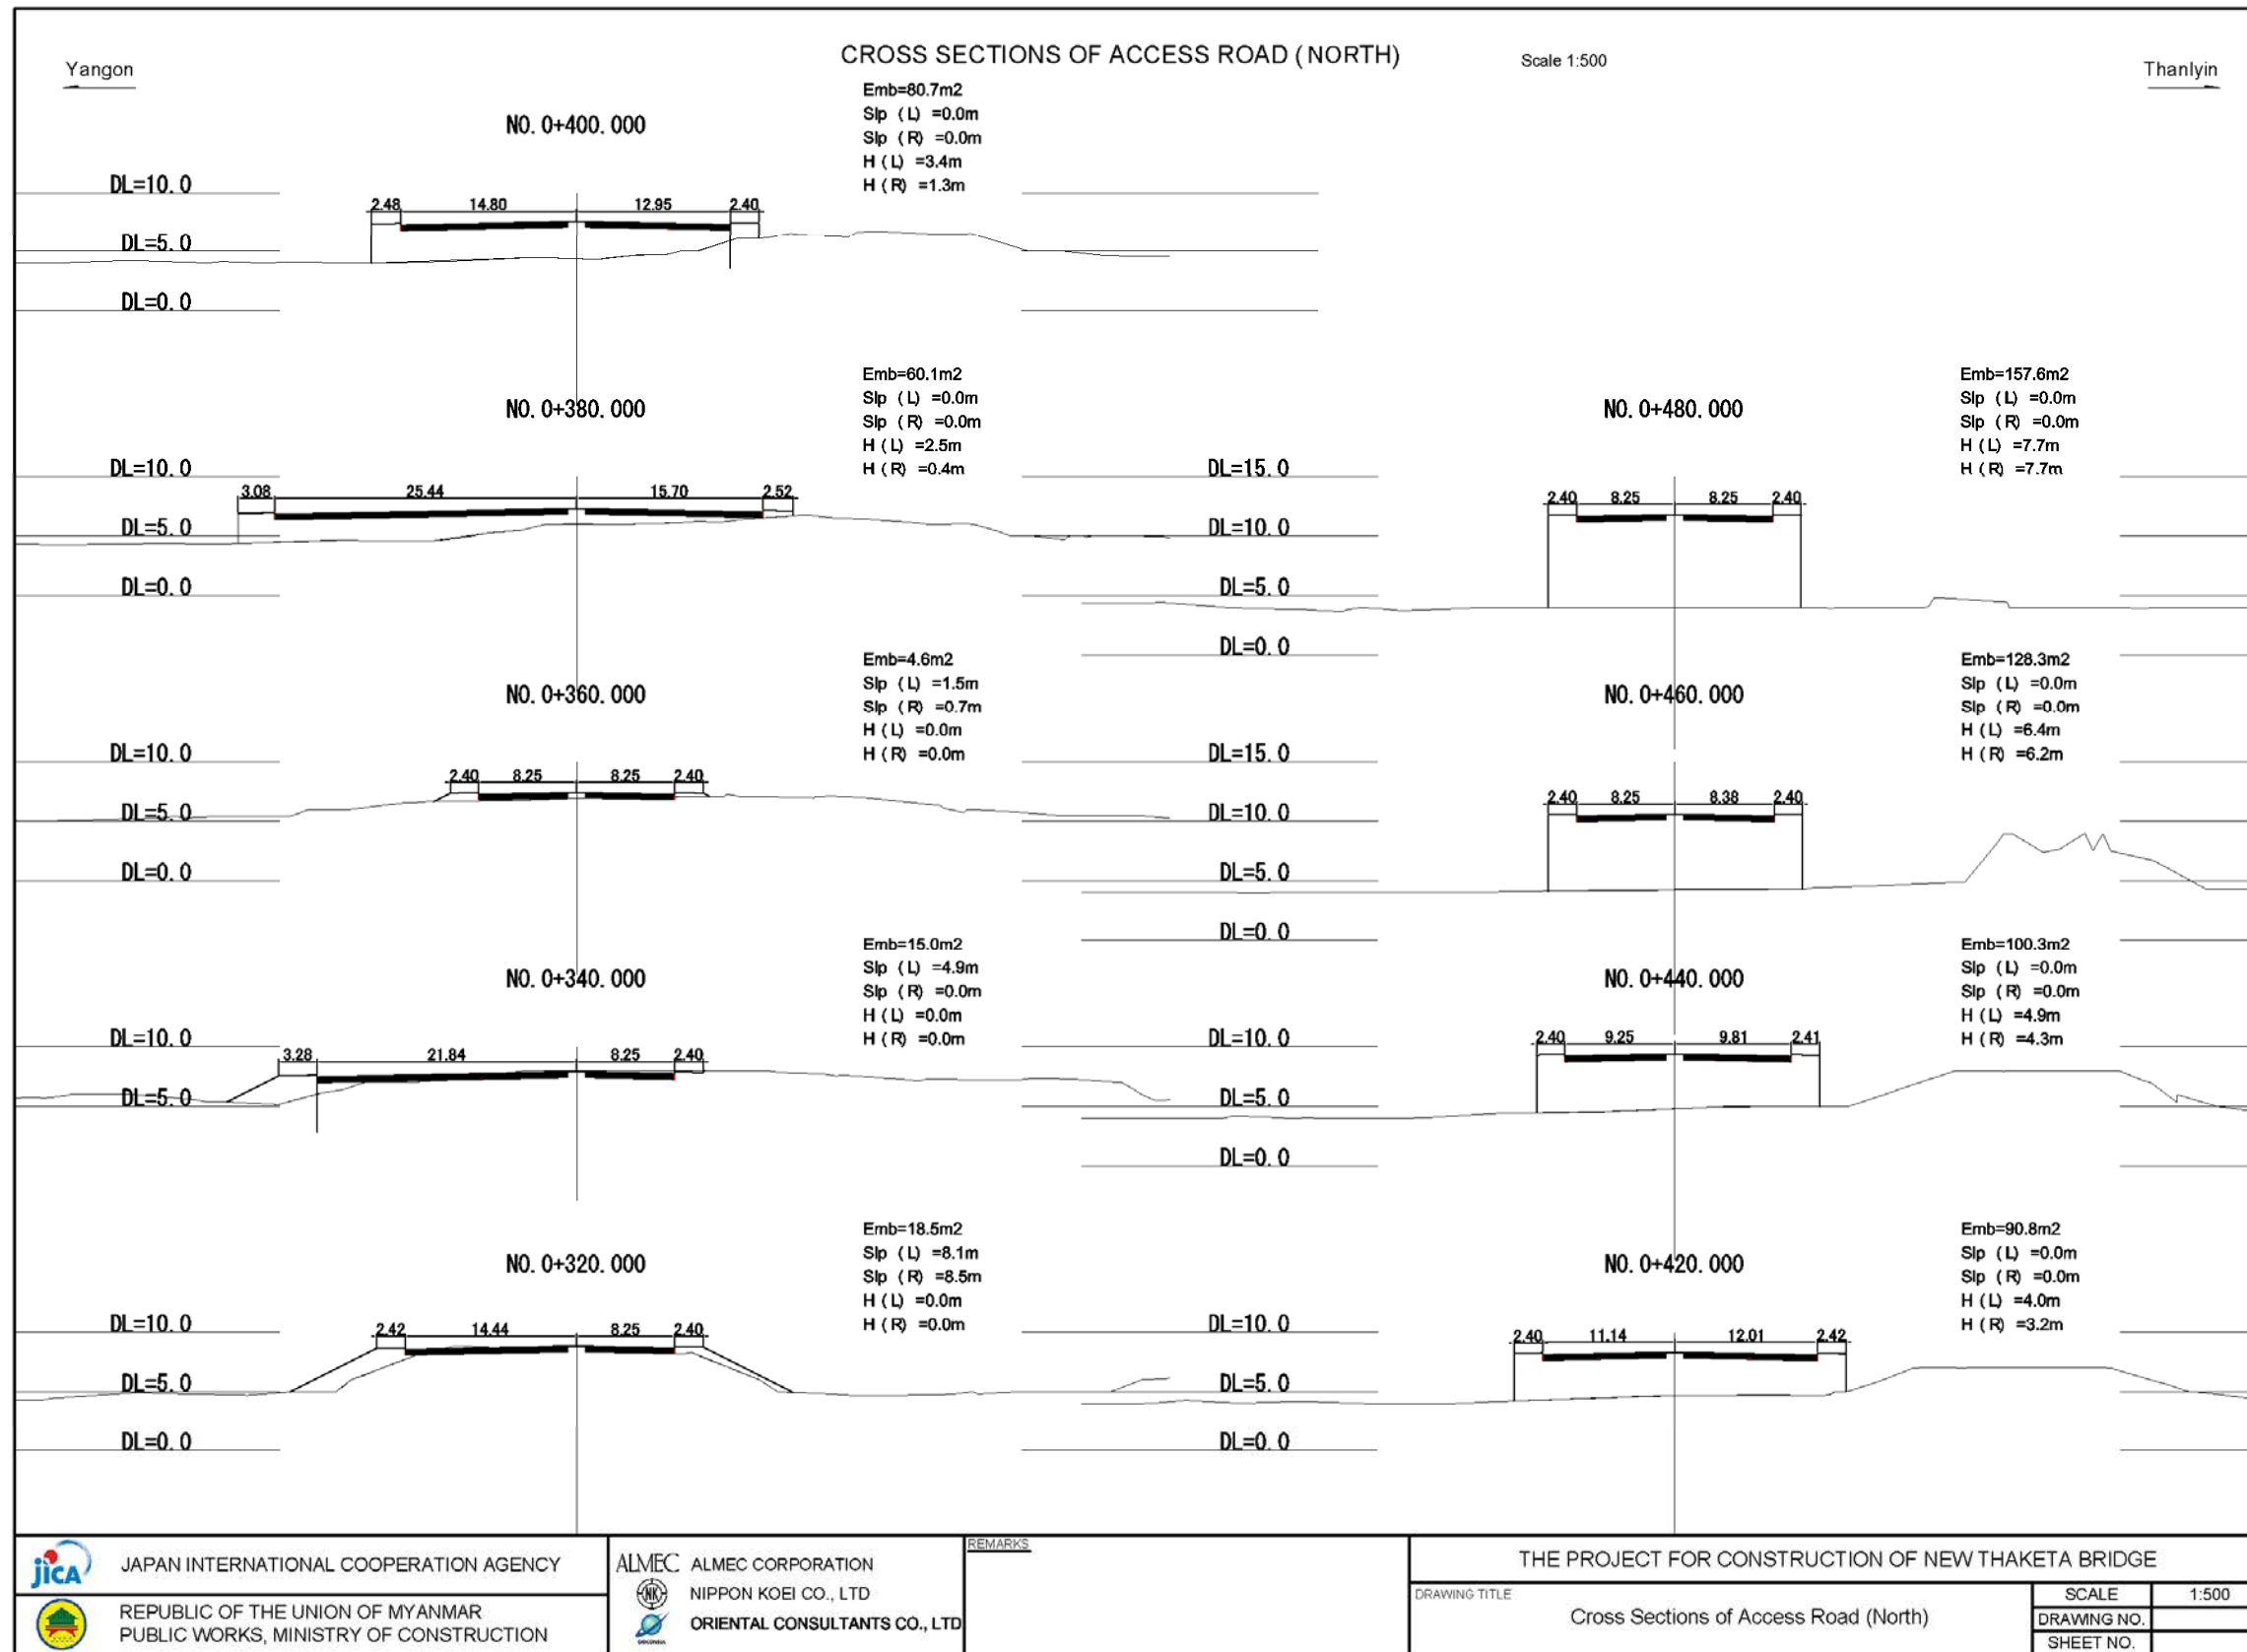 CROSS SECTIONS OF ACCESS ROAD (NORTH)
Scale 1:500
Yangon
Thanlyin
NO. 0+400.000
Emb=80.7m2
Slp (L) =0.0m
Slp (R) =0.0m
H (L) =3.4m
H (R) =1.3m
DL=10.0
2.48 14.80 12.95 2.40
DL=5.0
DL=0.0
NO. 0+380.000
Emb=60.1m2
Slp (L) =0.0m
Slp (R) =0.0m
H (L) =2.5m
H (R) =0.4m
DL=10.0
3.08 25.44 15.70 2.52
DL=5.0
DL=0.0
NO. 0+360.000
Emb=4.6m2
Slp (L) =1.5m
Slp (R) =0.7m
H (L) =0.0m
H (R) =0.0m
DL=10.0
2.40 8.25 8.25 2.40
DL=5.0
DL=0.0
NO. 0+340.000
Emb=15.0m2
Slp (L) =4.9m
Slp (R) =0.0m
H (L) =0.0m
H (R) =0.0m
DL=10.0
3.28 21.84 8.25 2.40
DL=5.0
DL=0.0
NO. 0+320.000
Emb=18.5m2
Slp (L) =8.1m
Slp (R) =8.5m
H (L) =0.0m
H (R) =0.0m
DL=10.0
2.42 14.44 8.25 2.40
DL=5.0
DL=0.0
NO. 0+480.000
Emb=157.6m2
Slp (L) =0.0m
Slp (R) =0.0m
H (L) =7.7m
H (R) =7.7m
DL=15.0
2.40 8.25 8.25 2.40
DL=10.0
DL=5.0
DL=0.0
NO. 0+460.000
Emb=128.3m2
Slp (L) =0.0m
Slp (R) =0.0m
H (L) =6.4m
H (R) =6.2m
DL=15.0
2.40 8.25 8.38 2.40
DL=10.0
DL=5.0
DL=0.0
NO. 0+440.000
Emb=100.3m2
Slp (L) =0.0m
Slp (R) =0.0m
H (L) =4.9m
H (R) =4.3m
DL=10.0
2.40 9.25 9.81 2.41
DL=5.0
DL=0.0
NO. 0+420.000
Emb=90.8m2
Slp (L) =0.0m
Slp (R) =0.0m
H (L) =4.0m
H (R) =3.2m
DL=10.0
2.40 11.14 12.01 2.42
DL=5.0
DL=0.0
jICA
JAPAN INTERNATIONAL COOPERATION AGENCY
REPUBLIC OF THE UNION OF MYANMAR
PUBLIC WORKS, MINISTRY OF CONSTRUCTION
ALMEC ALMEC CORPORATION
NK NIPPON KOEI CO., LTD
ORIENTAL CONSULTANTS CO., LTD
REMARKS
THE PROJECT FOR CONSTRUCTION OF NEW THAKETA BRIDGE
DRAWING TITLE
Cross Sections of Access Road (North)
SCALE 1:500
DRAWING NO.
SHEET NO.